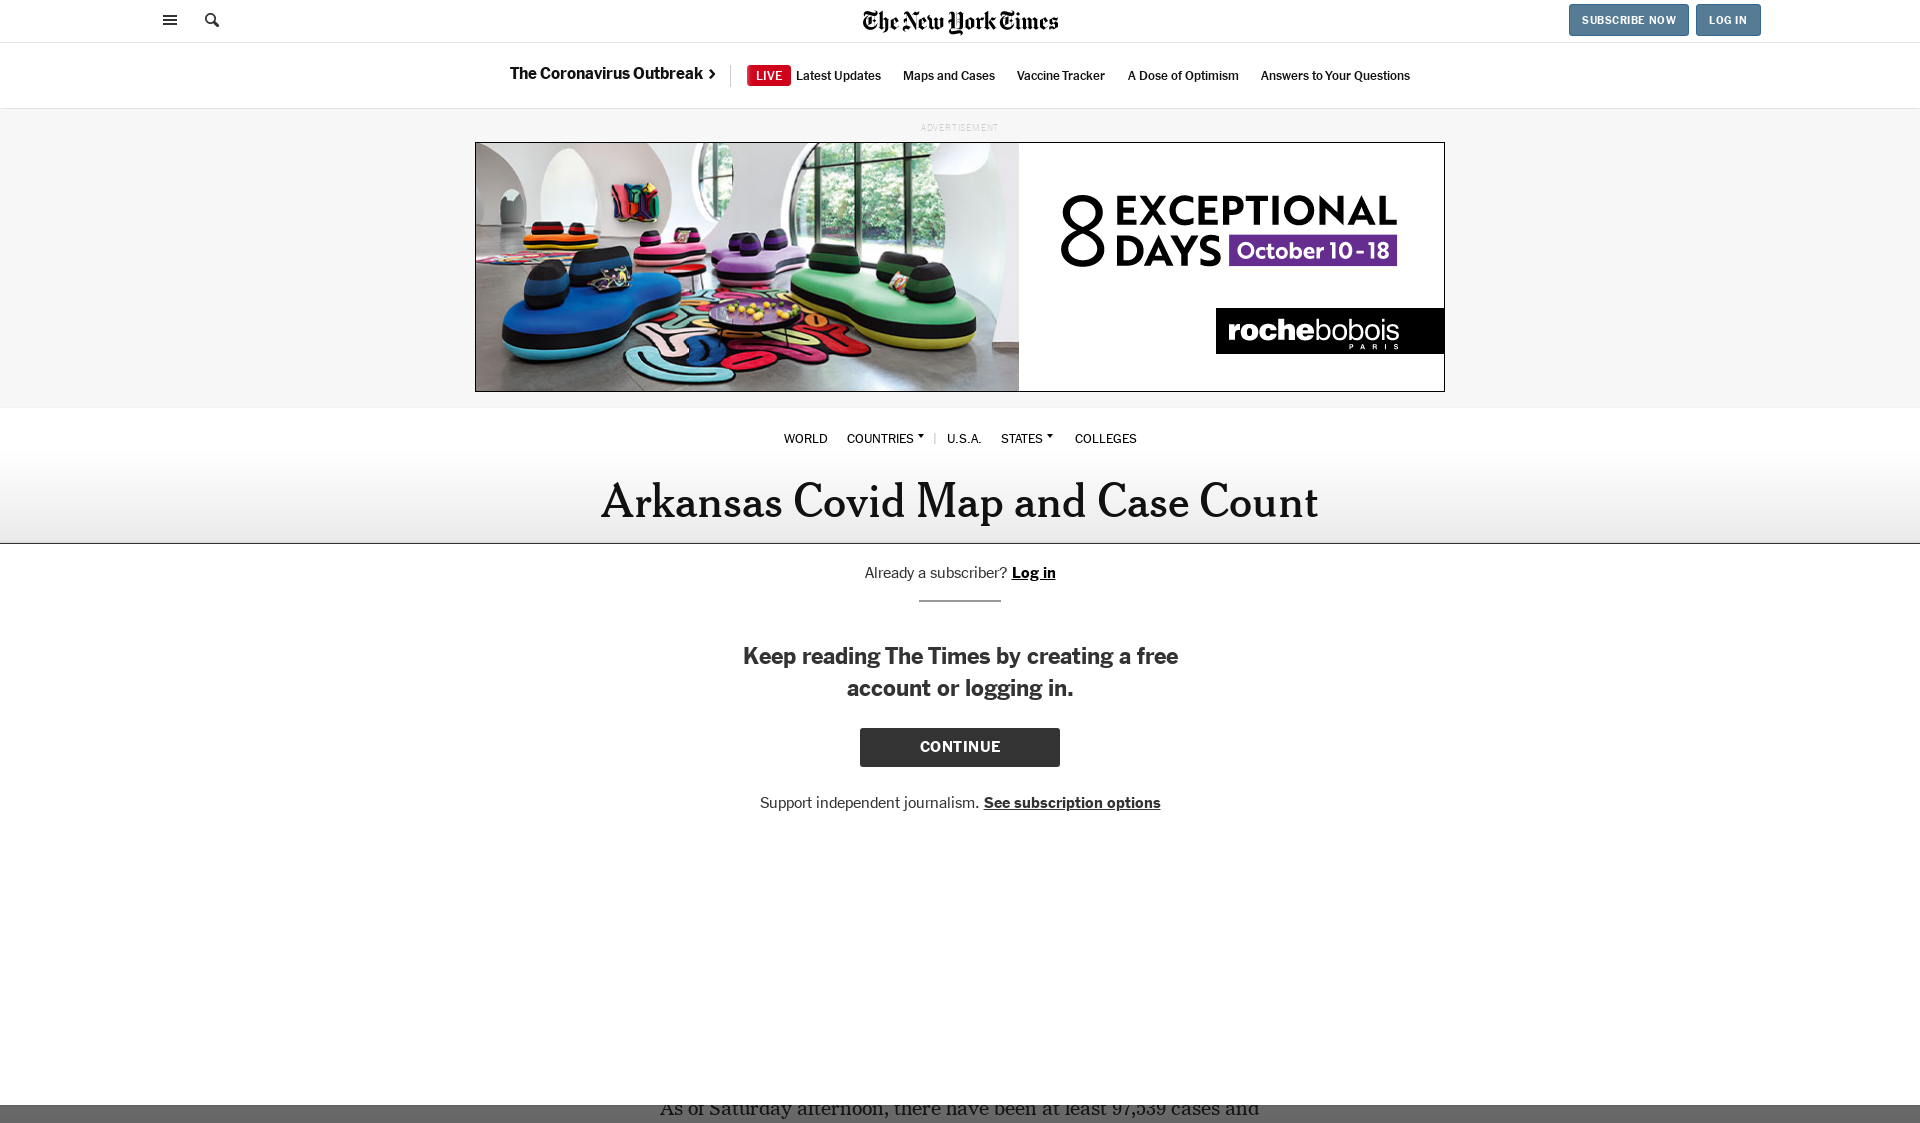 The New York Times
SUBSCRIBE NOW
LOG IN
The Coronavirus Outbreak
LIVE Latest Updates
Maps and Cases
Vaccine Tracker
A Dose of Optimism
Answers to Your Questions
ADVERTISEMENT
8 EXCEPTIONAL
DAYS October 10-18
rochebobois
PARIS
WORLD
COUNTRIES
U.S.A.
STATES
COLLEGES
Arkansas Covid Map and Case Count
Already a subscriber? Log in
Keep reading The Times by creating a free
account or logging in.
CONTINUE
Support independent journalism. See subscription options
As of Saturday afternoon, there have been at least 97,539 cases and